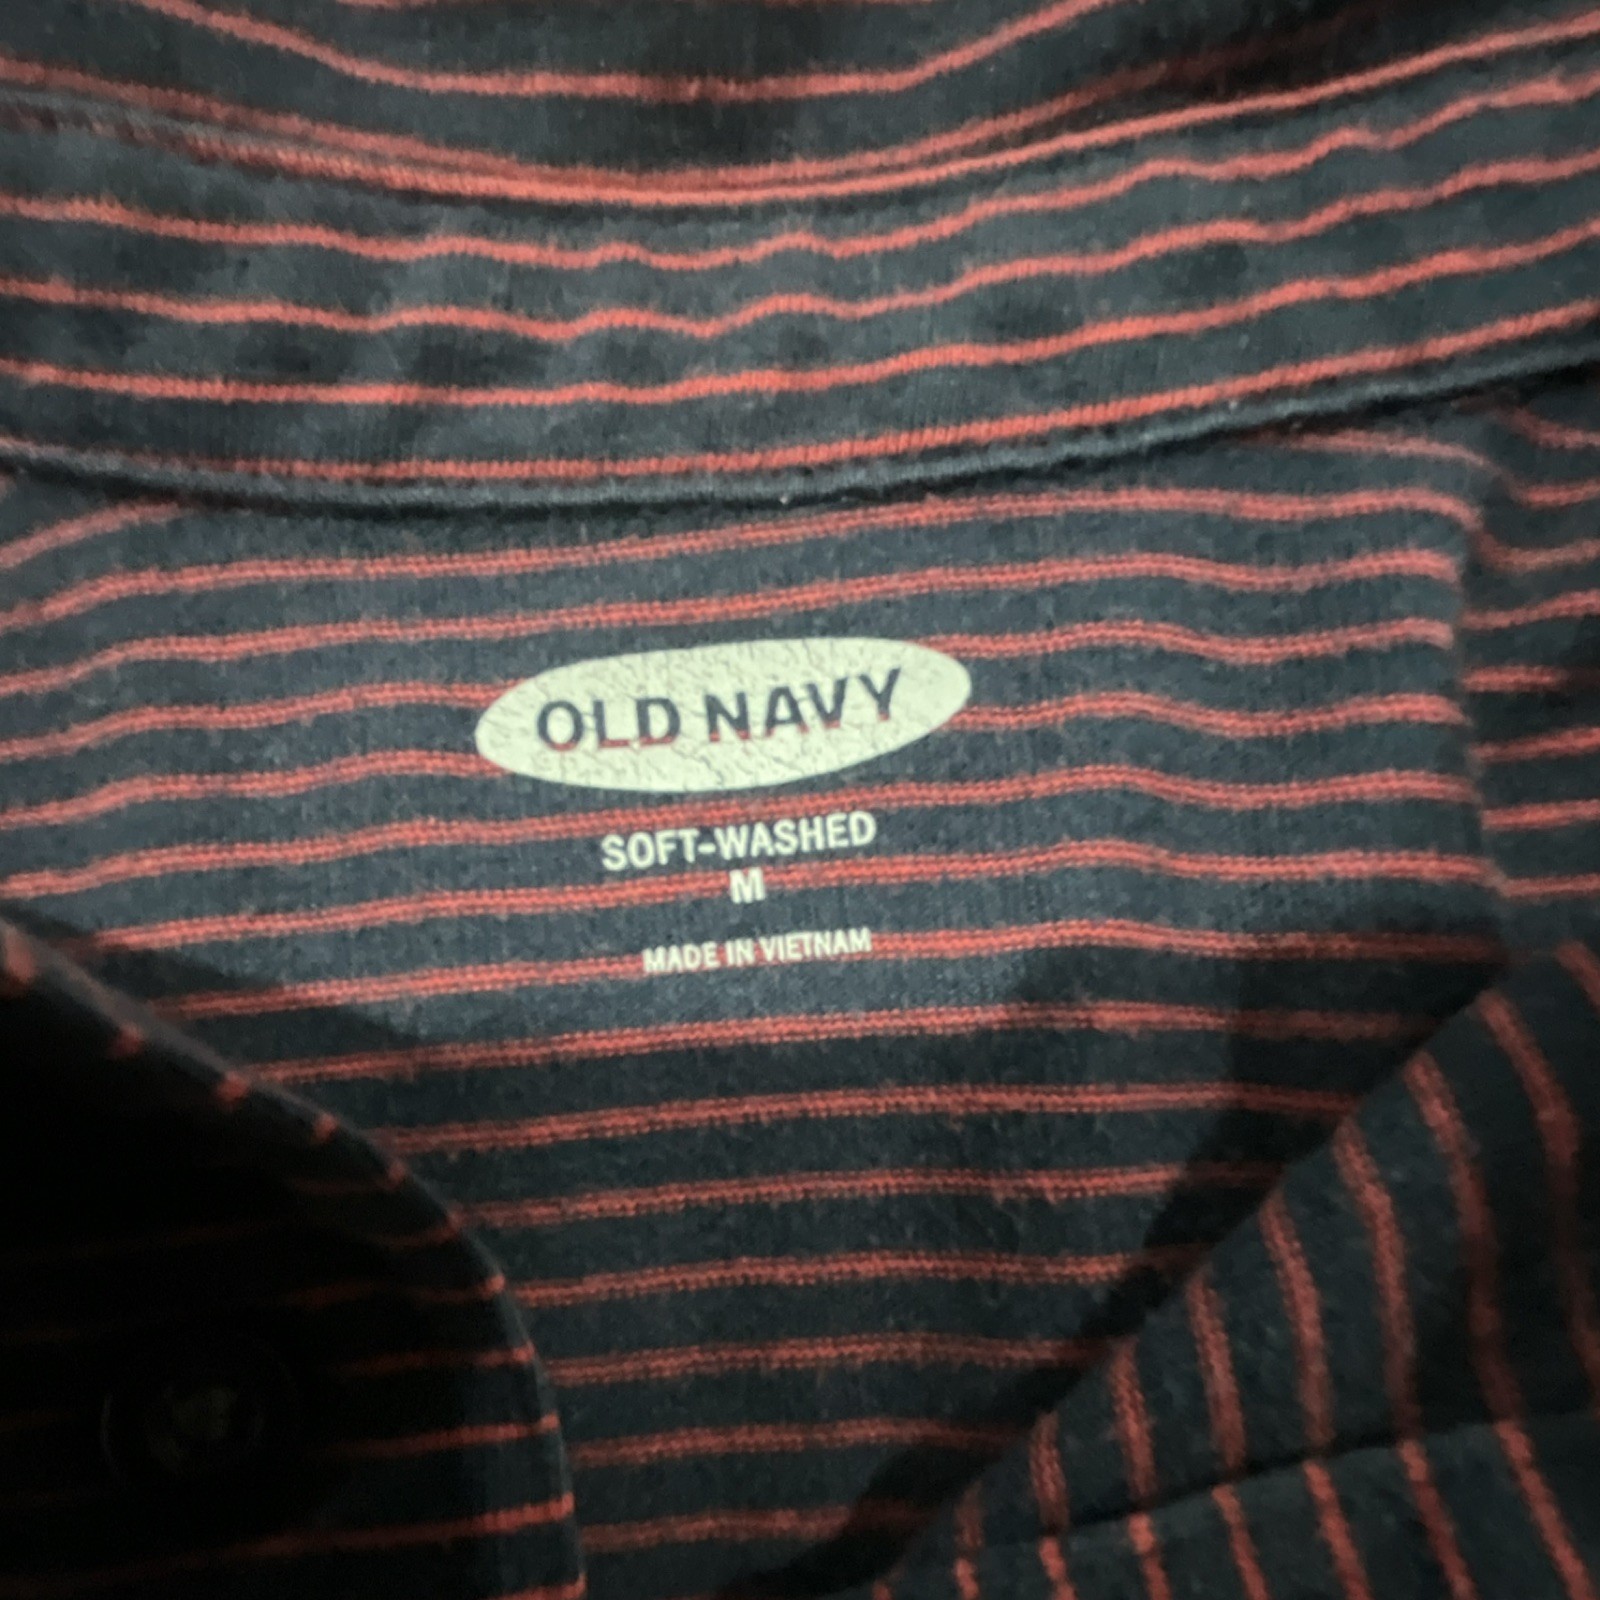 OLD NAVY
SOFT-WASHED
M
MADE IN VIETNAM